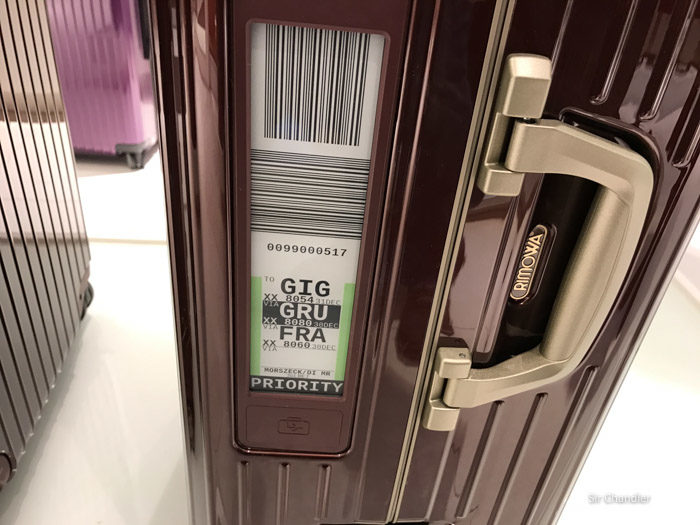 0099000517
TO
GIG
XX 8054 31DEC
VIA
GRU
XX 8080 30DEC
VIA
FRA
XX 8060 30DEC
VIA
MORSZECK/DI MR
PRIORITY
RIMOWA
Sir Chandler